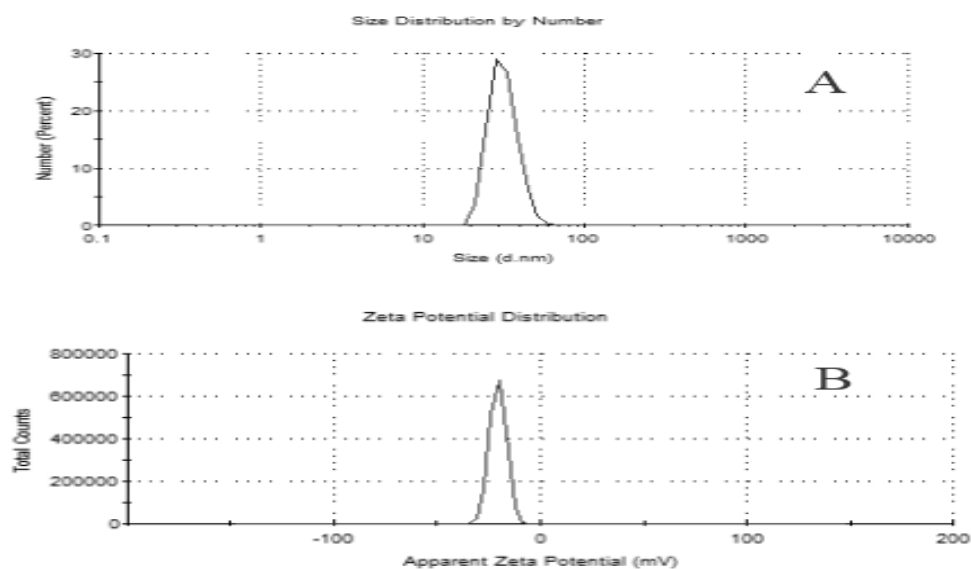 Size Distribution by Number
30
20
10
0
Number (Percent)
A
0.1 1 10 100 1000 10000
Size (d.nm)
Zeta Potential Distribution
800000
600000
400000
200000
0
Total Counts
B
-100 0 100 200
Apparent Zeta Potential (mV)